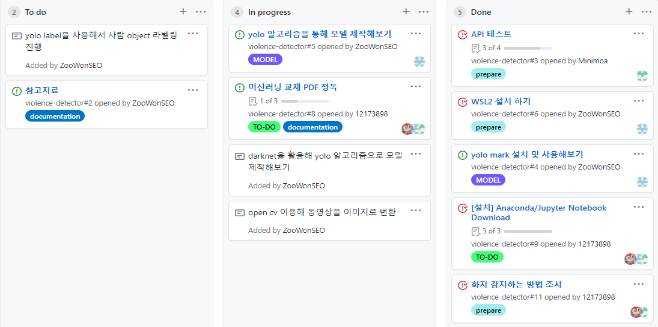 2 To do
yolo label을 사용해서 사람 object 라벨링
진행
Added by ZooWonSEO
참고자료
violence-detector#2 opened by ZooWonSEO
documentation
4 In progress
yolo 알고리즘을 통해 모델 제작해보기
violence-detector#5 opened by ZooWonSEO
MODEL
머신러닝 교재 PDF 정독
1 of 3
violence-detector#8 opened by 12173898
TO-DO documentation
darknet을 활용해 yolo 알고리즘으로 모델
제작해보기
Added by ZooWonSEO
open cv 이용해 동영상을 이미지로 변환
Added by ZooWonSEO
5 Done
API 테스트
3 of 4
violence-detector#3 opened by Minimoa
prepare
WSL2 설치 하기
violence-detector#6 opened by ZooWonSEO
prepare
yolo mark 설치 및 사용해보기
violence-detector#4 opened by ZooWonSEO
MODEL
[설치] Anaconda/Jupyter Notebook
Download
3 of 3
violence-detector#9 opened by 12173898
TO-DO
화자 감지하는 방법 조사
violence-detector#11 opened by 12173898
prepare